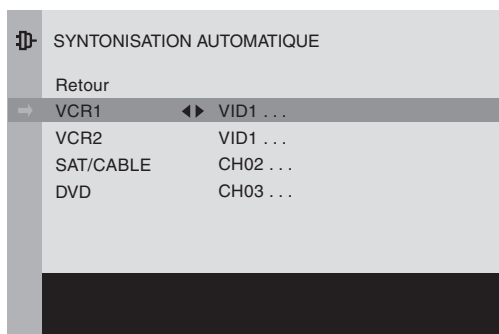 SYNTONISATION AUTOMATIQUE
Retour
VCR1 VID1 . . .
VCR2 VID1 . . .
SAT/CABLE CH02 . . .
DVD CH03 . . .